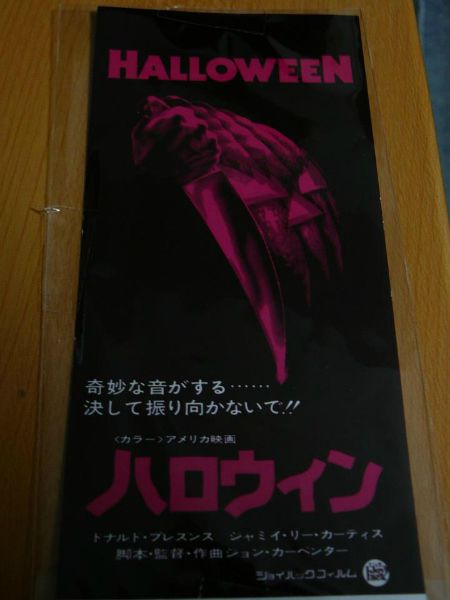 HALLOWEEN
奇妙な音がする……
決して振り向かないで!!
〈カラー〉アメリカ映画
ハロウィン
ドナルド・プレズンス ジャミイ・リー・カーティス
脚本・監督・作曲ジョン・カーペンター
ジョイパックフィルム